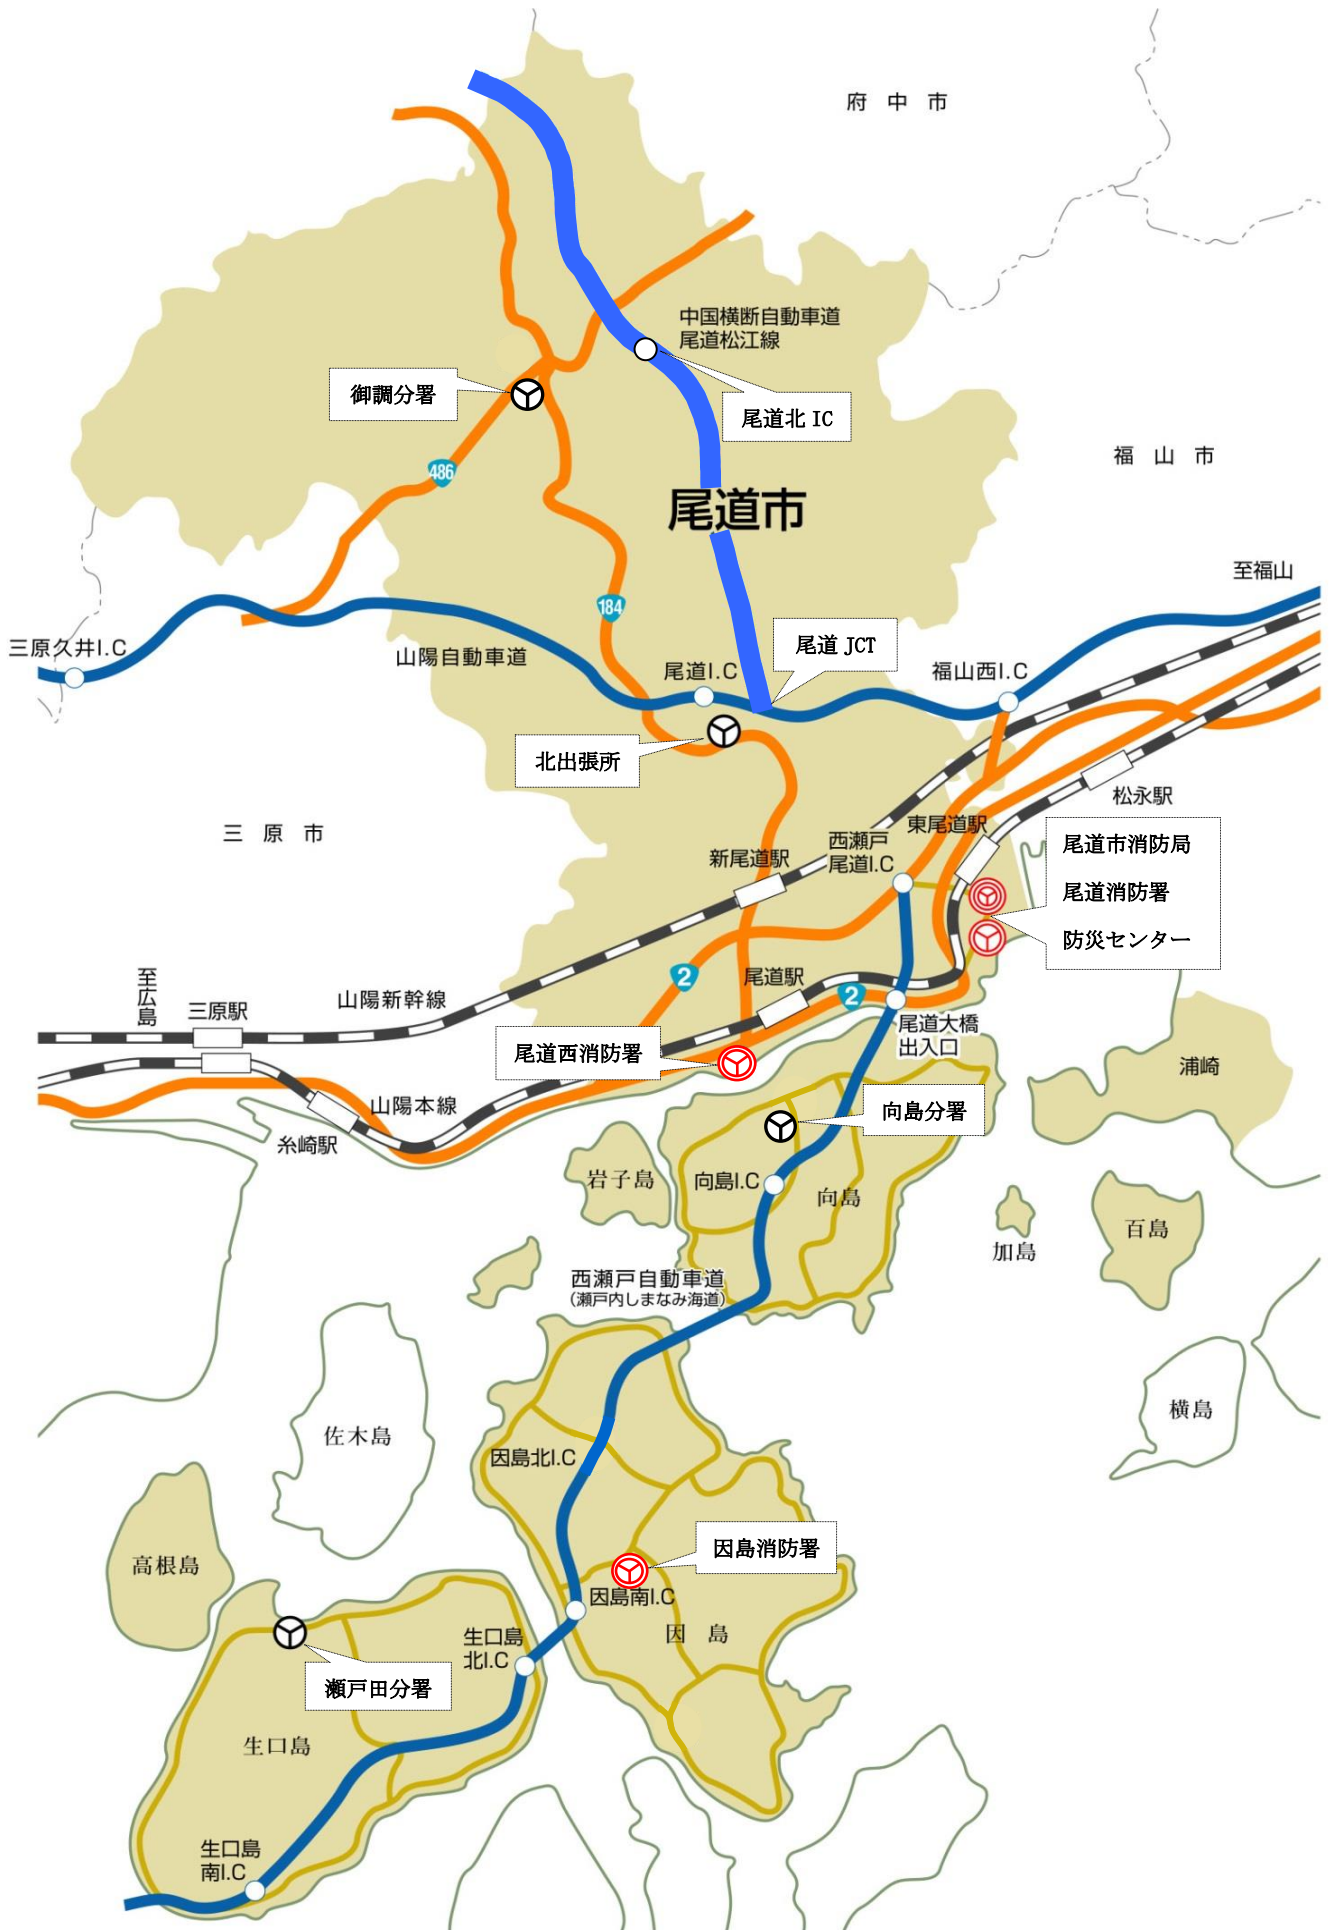 府中市
中国横断自動車道
尾道松江線
御調分署
尾道北 IC
福山市
486
尾道市
至福山
184
三原久井I.C
山陽自動車道
尾道 JCT
尾道I.C
福山西I.C
北出張所
松永駅
三原市
東尾道駅
西瀬戸
尾道I.C
新尾道駅
尾道市消防局
尾道消防署
防災センター
至広島
三原駅
山陽新幹線
2
尾道駅
2
尾道大橋
出入口
尾道西消防署
浦崎
山陽本線
向島分署
糸崎駅
岩子島
向島I.C
向島
百島
加島
西瀬戸自動車道
(瀬戸内しまなみ海道)
横島
佐木島
因島北I.C
因島消防署
高根島
因島南I.C
因島
生口島
北I.C
瀬戸田分署
生口島
生口島
南I.C